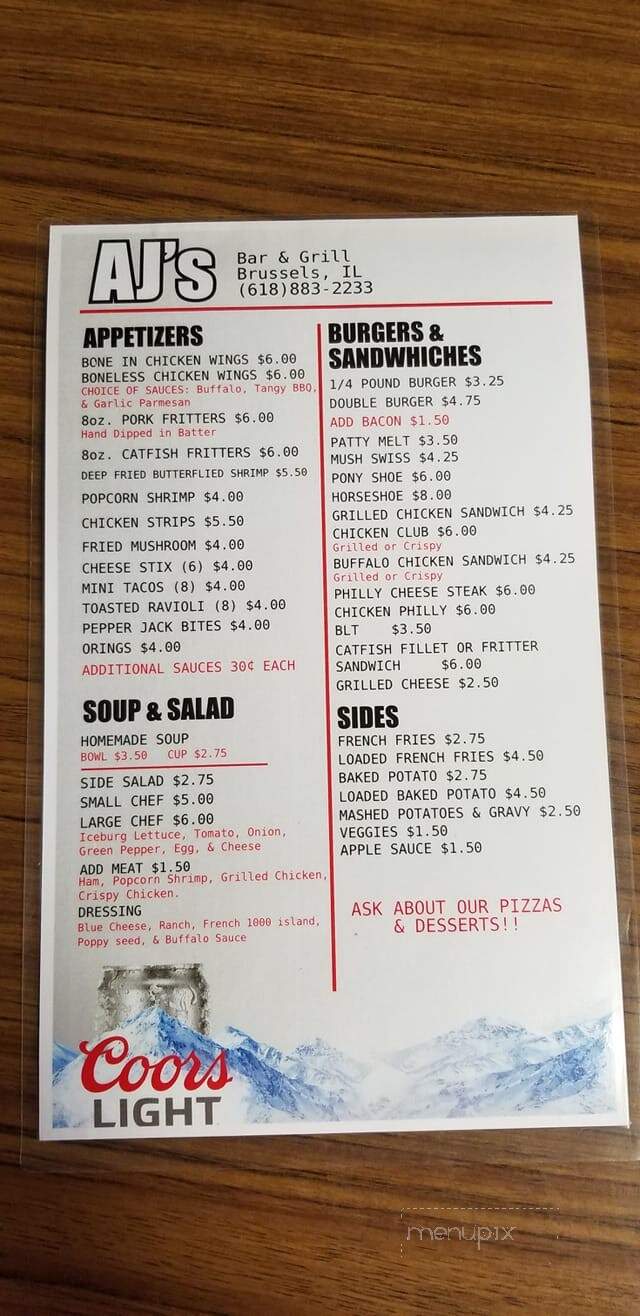 AJ's
Bar & Grill
Brussels, IL
(618)883-2233
APPETIZERS
BONE IN CHICKEN WINGS $6.00
BONELESS CHICKEN WINGS $6.00
CHOICE OF SAUCES: Buffalo, Tangy BBQ,
& Garlic Parmesan
8oz. PORK FRITTERS $6.00
Hand Dipped in Batter
8oz. CATFISH FRITTERS $6.00
DEEP FRIED BUTTERFLIED SHRIMP $5.50
POPCORN SHRIMP $4.00
CHICKEN STRIPS $5.50
FRIED MUSHROOM $4.00
CHEESE STIX (6) $4.00
MINI TACOS (8) $4.00
TOASTED RAVIOLI (8) $4.00
PEPPER JACK BITES $4.00
ORINGS $4.00
ADDITIONAL SAUCES 30¢ EACH
SOUP & SALAD
HOMEMADE SOUP
BOWL $3.50 CUP $2.75
SIDE SALAD $2.75
SMALL CHEF $5.00
LARGE CHEF $6.00
Iceburg Lettuce, Tomato, Onion,
Green Pepper, Egg, & Cheese
ADD MEAT $1.50
Ham, Popcorn Shrimp, Grilled Chicken,
Crispy Chicken.
DRESSING
Blue Cheese, Ranch, French 1000 island,
Poppy seed, & Buffalo Sauce
BURGERS &
SANDWHICHES
1/4 POUND BURGER $3.25
DOUBLE BURGER $4.75
ADD BACON $1.50
PATTY MELT $3.50
MUSH SWISS $4.25
PONY SHOE $6.00
HORSESHOE $8.00
GRILLED CHICKEN SANDWICH $4.25
CHICKEN CLUB $6.00
Grilled or Crispy
BUFFALO CHICKEN SANDWICH $4.25
Grilled or Crispy
PHILLY CHEESE STEAK $6.00
CHICKEN PHILLY $6.00
BLT $3.50
CATFISH FILLET OR FRITTER
SANDWICH $6.00
GRILLED CHEESE $2.50
SIDES
FRENCH FRIES $2.75
LOADED FRENCH FRIES $4.50
BAKED POTATO $2.75
LOADED BAKED POTATO $4.50
MASHED POTATOES & GRAVY $2.50
VEGGIES $1.50
APPLE SAUCE $1.50
ASK ABOUT OUR PIZZAS
& DESSERTS!!
Coors
LIGHT
menupix